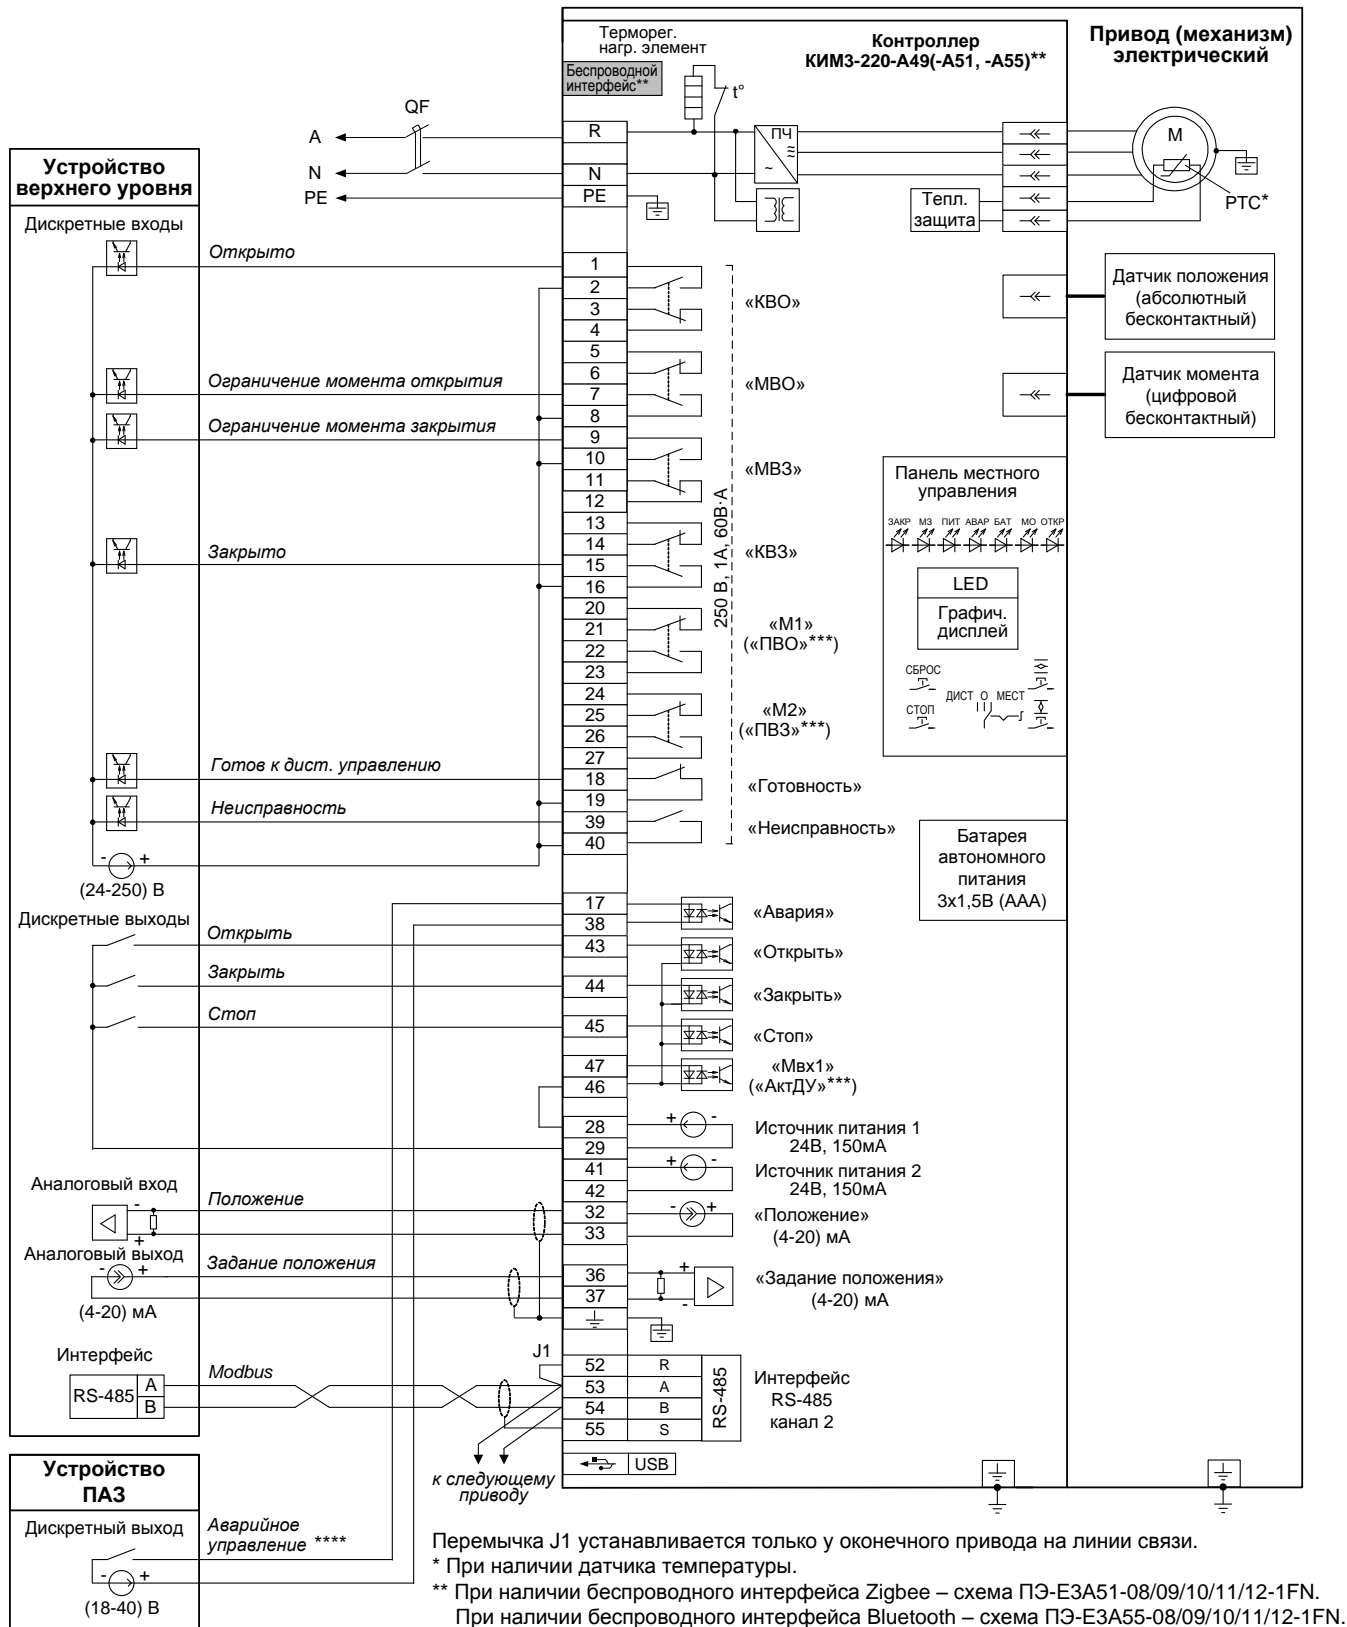 Терморег.
нагр. элемент
Беспроводной
интерфейс**
Контроллер
КИМ3-220-А49(-А51, -А55)**
Привод (механизм)
электрический
t°
QF
A
N
PE
R
N
PE
ПЧ
≈
~
Тепл.
защита
M
PTC*
Устройство
верхнего уровня
Дискретные входы
Открыто
1
2
3
4
«КВО»
Датчик положения
(абсолютный
бесконтактный)
Ограничение момента открытия
5
6
7
8
«МВО»
Датчик момента
(цифровой
бесконтактный)
Ограничение момента закрытия
9
10
11
12
«МВЗ»
250 В, 1А, 60В·А
Панель местного
управления
ЗАКР МЗ ПИТ АВАР БАТ МО ОТКР
LED
Графич.
дисплей
СБРОС
СТОП
ДИСТ О МЕСТ
Закрыто
13
14
15
16
«КВЗ»
20
21
22
23
«М1»
(«ПВО»***)
24
25
26
27
«М2»
(«ПВЗ»***)
Готов к дист. управлению
18
19
«Готовность»
Неисправность
39
40
«Неисправность»
Батарея
автономного
питания
3х1,5В (ААА)
- +
(24-250) В
Дискретные выходы
17
38
«Авария»
Открыть
43
«Открыть»
Закрыть
44
«Закрыть»
Стоп
45
«Стоп»
47
46
«Мвх1»
(«АктДУ»***)
28
29
+ -
Источник питания 1
24В, 150мА
41
42
+ -
Источник питания 2
24В, 150мА
Аналоговый вход
-
+
Положение
32
33
- +
«Положение»
(4-20) мА
Аналоговый выход
- +
(4-20) мА
Задание положения
36
37
+
-
«Задание положения»
(4-20) мА
Интерфейс
RS-485
A
B
Modbus
J1
52 R
53 A
54 B
55 S
RS-485
Интерфейс
RS-485
канал 2
USB
к следующему
приводу
Устройство
ПАЗ
Дискретный выход
- +
(18-40) В
Аварийное
управление ****
Перемычка J1 устанавливается только у оконечного привода на линии связи.
* При наличии датчика температуры.
** При наличии беспроводного интерфейса Zigbee – схема ПЭ-Е3А51-08/09/10/11/12-1FN.
При наличии беспроводного интерфейса Bluetooth – схема ПЭ-Е3А55-08/09/10/11/12-1FN.